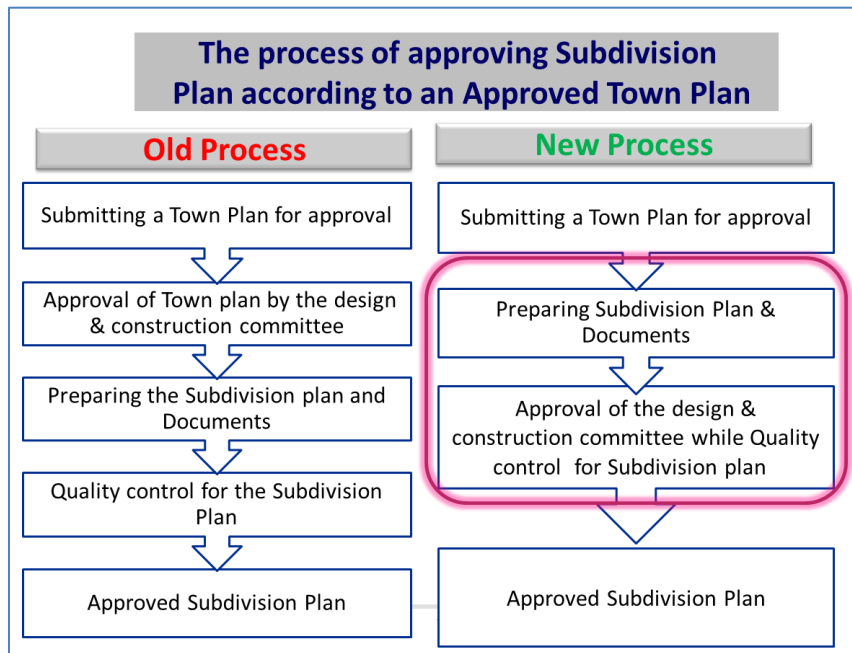 The process of approving Subdivision
Plan according to an Approved Town Plan
Old Process
Submitting a Town Plan for approval
Approval of Town plan by the design
& construction committee
Preparing the Subdivision plan and
Documents
Quality control for the Subdivision
Plan
Approved Subdivision Plan
New Process
Submitting a Town Plan for approval
Preparing Subdivision Plan &
Documents
Approval of the design &
construction committee while Quality
control for Subdivision plan
Approved Subdivision Plan